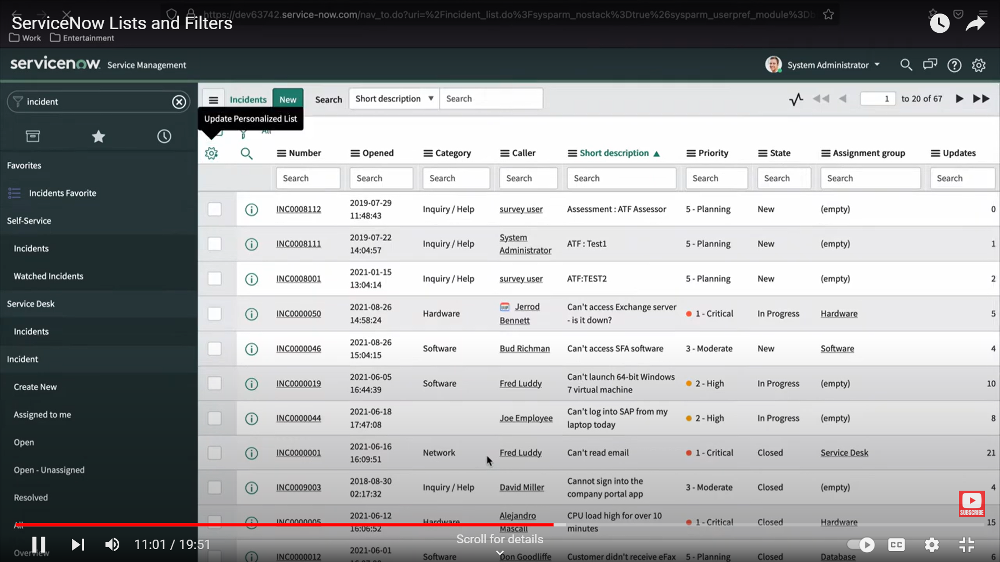 https://dev63742.service-now.com/nav_to.do?uri=%2Fincident_list.do%3Fsysparm_nostack%3Dtrue%26sysparm_userpref_module%3Db
ServiceNow Lists and Filters
Work Entertainment
servicenow Service Management
System Administrator
incident
Incidents New Search Short description Search
1 to 20 of 67
Update Personalized List
All
Favorites
Incidents Favorite
Self-Service
Incidents
Watched Incidents
Service Desk
Incidents
Incident
Create New
Assigned to me
Open
Open - Unassigned
Resolved
All
Overview
Number Opened Category Caller Short description Priority State Assignment group Updates
Search Search Search Search Search Search Search Search Search
INC0008112 2019-07-29 11:48:43 Inquiry / Help survey user Assessment : ATF Assessor 5 - Planning New (empty) 0
INC0008111 2019-07-22 14:04:57 Inquiry / Help System Administrator ATF : Test1 5 - Planning New (empty) 1
INC0008001 2021-01-15 13:04:14 Inquiry / Help survey user ATF:TEST2 5 - Planning New (empty) 2
INC0000050 2021-08-26 14:58:24 Hardware Jerrod Bennett Can't access Exchange server - is it down? 1 - Critical In Progress Hardware 5
INC0000046 2021-08-26 15:04:15 Software Bud Richman Can't access SFA software 3 - Moderate New Software 4
INC0000019 2021-06-05 16:44:39 Software Fred Luddy Can't launch 64-bit Windows 7 virtual machine 2 - High In Progress (empty) 10
INC0000044 2021-06-18 17:47:08 Joe Employee Can't log into SAP from my laptop today 2 - High In Progress (empty) 8
INC0000001 2021-06-16 16:09:51 Network Fred Luddy Can't read email 1 - Critical Closed Service Desk 21
INC0009003 2018-08-30 02:17:32 Inquiry / Help David Miller Cannot sign into the company portal app 3 - Moderate Closed (empty) 4
INC0000005 2021-06-12 16:06:52 Hardware Alejandro Mascall CPU load high for over 10 minutes 1 - Critical Closed Hardware 15
INC0000012 2021-06-01 Software Don Goodliffe Customer didn't receive eFax 5 - Planning Closed Database 6
SUBSCRIBE
11:01 / 19:51
Scroll for details
CC